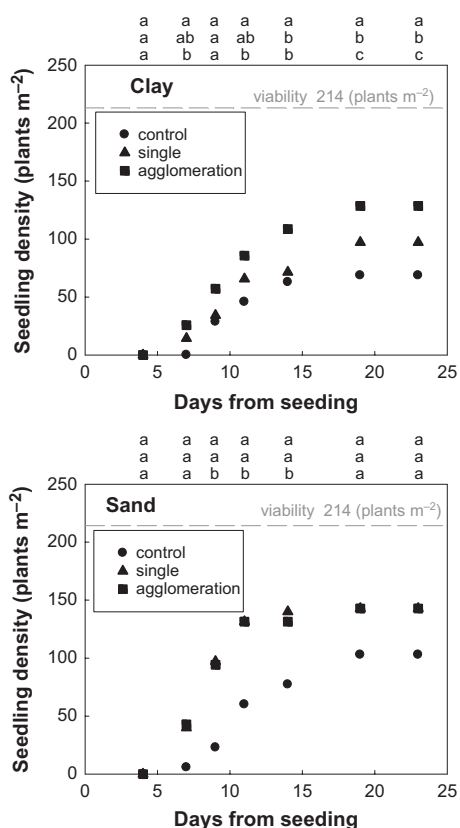 a a a a a a a
a ab a ab b b b
a b a b b c c
250
Clay
viability 214 (plants m⁻²)
200
control
single
agglomeration
150
100
50
0
Seedling density (plants m⁻²)
0 5 10 15 20 25
Days from seeding
a a a a a a a
a a a a a a a
a a b b b a a
250
Sand
viability 214 (plants m⁻²)
200
control
single
agglomeration
150
100
50
0
Seedling density (plants m⁻²)
0 5 10 15 20 25
Days from seeding